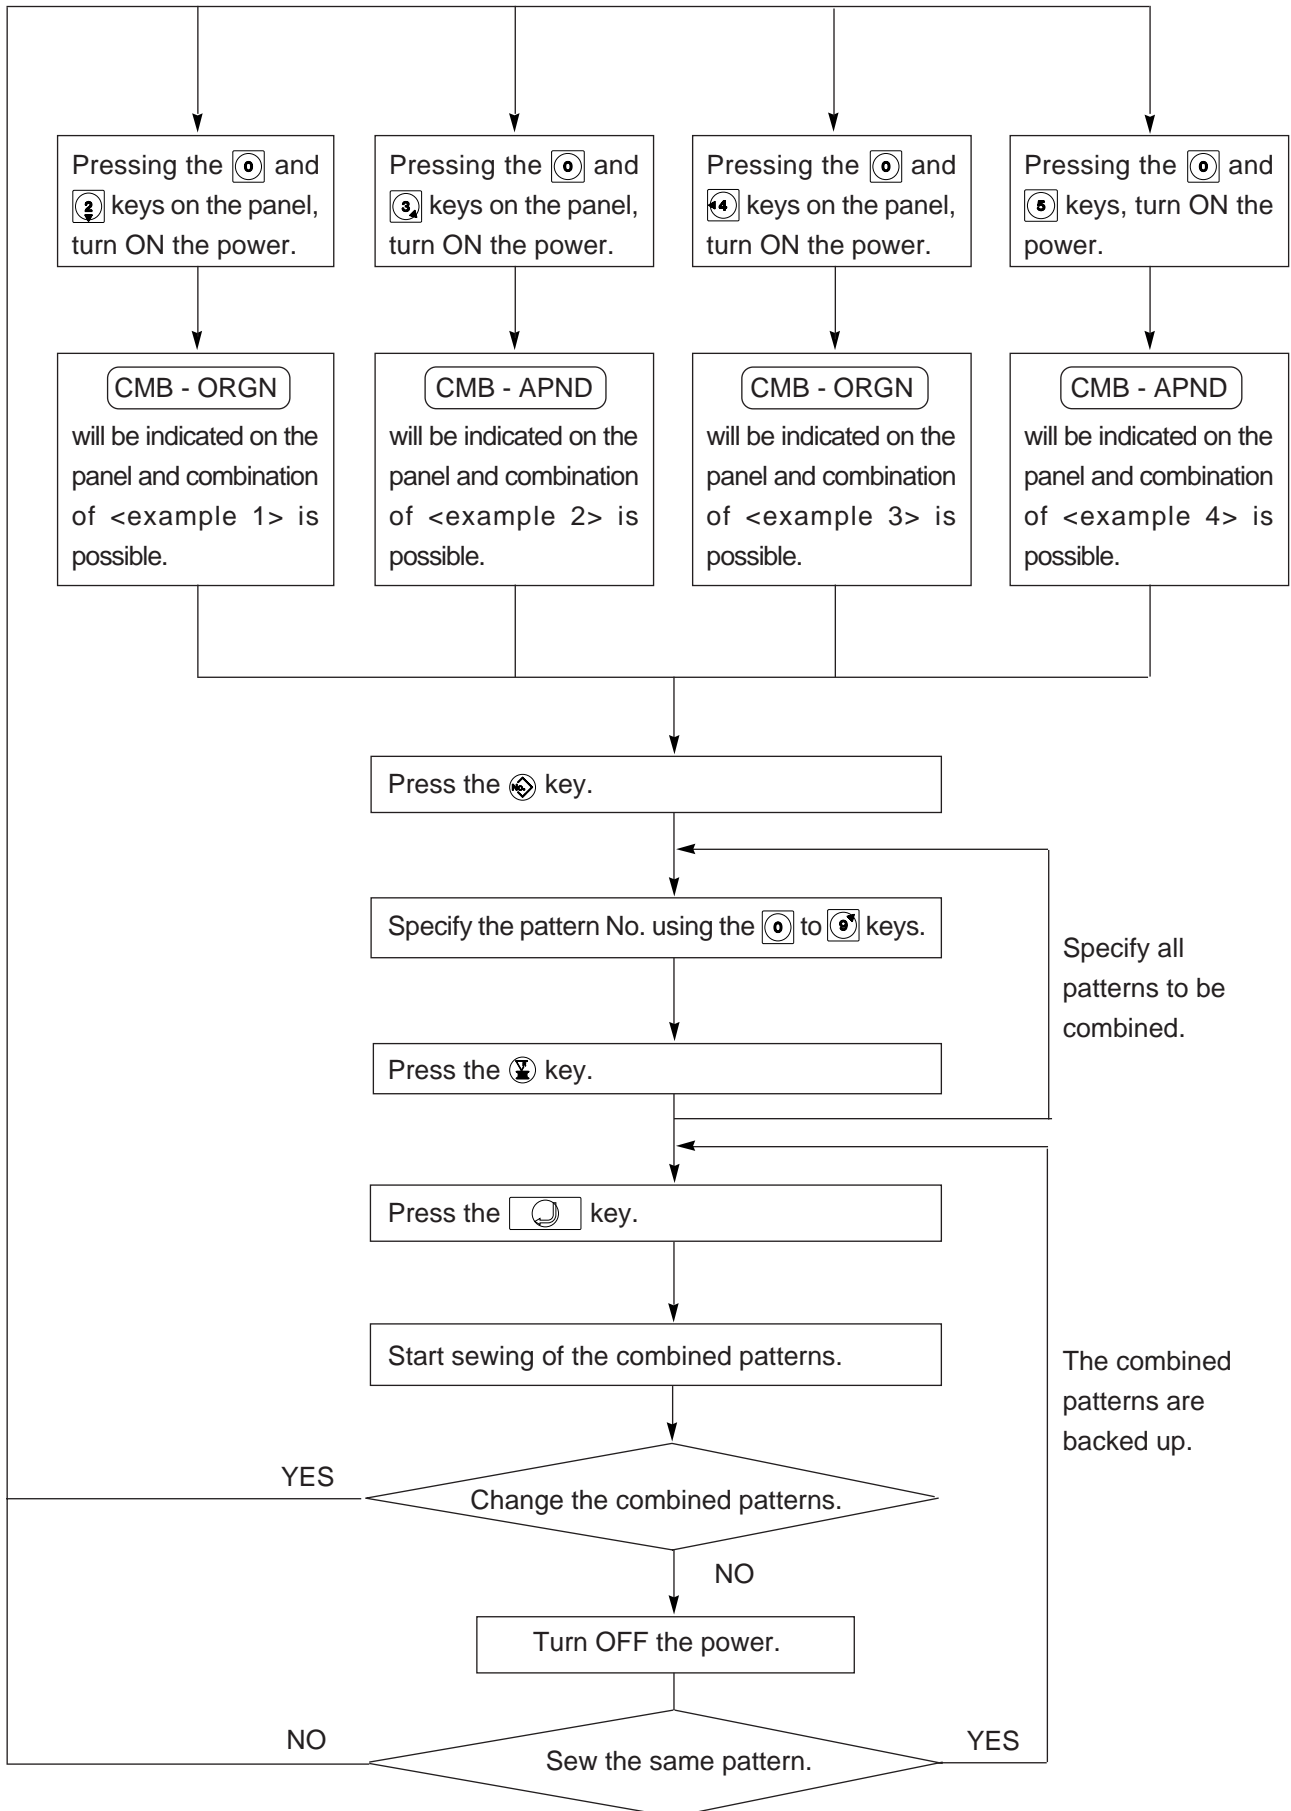 Pressing the 0 and
2 keys on the panel,
turn ON the power.
Pressing the 0 and
3 keys on the panel,
turn ON the power.
Pressing the 0 and
4 keys on the panel,
turn ON the power.
Pressing the 0 and
5 keys, turn ON the
power.
CMB - ORGN
will be indicated on the
panel and combination
of <example 1> is
possible.
CMB - APND
will be indicated on the
panel and combination
of <example 2> is
possible.
CMB - ORGN
will be indicated on the
panel and combination
of <example 3> is
possible.
CMB - APND
will be indicated on the
panel and combination
of <example 4> is
possible.
Press the No. key.
Specify the pattern No. using the 0 to 9 keys.
Specify all
patterns to be
combined.
Press the key.
Press the key.
Start sewing of the combined patterns.
The combined
patterns are
backed up.
YES
Change the combined patterns.
NO
Turn OFF the power.
NO
Sew the same pattern.
YES